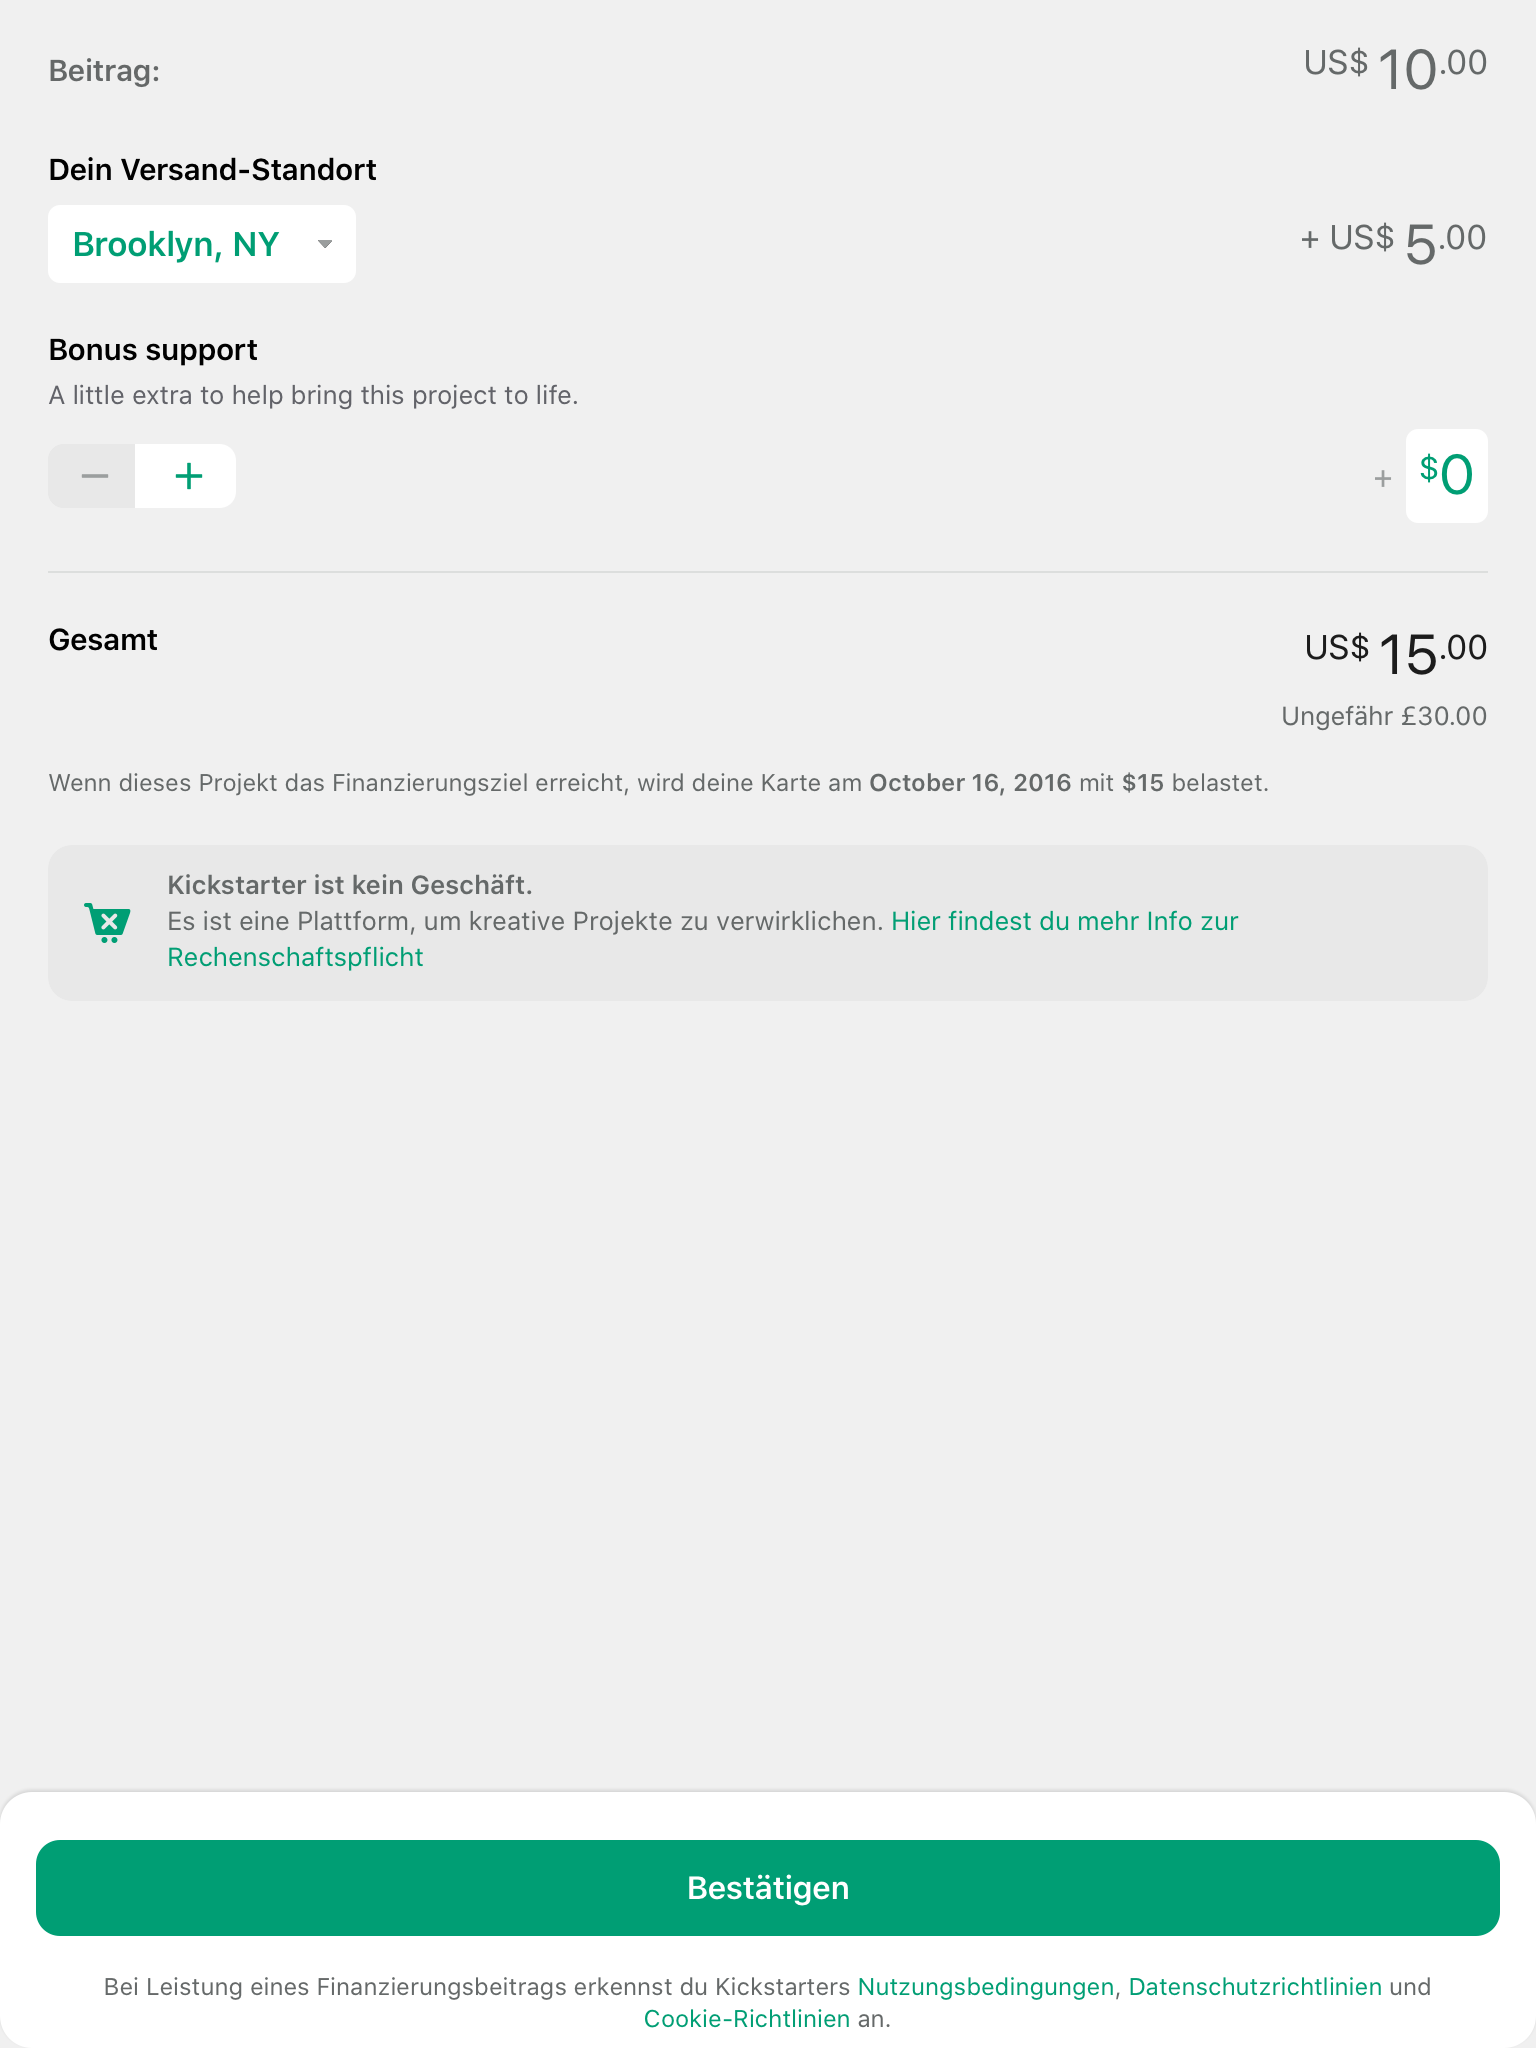 Beitrag:
US$ 10.00
Dein Versand-Standort
Brooklyn, NY
+ US$ 5.00
Bonus support
A little extra to help bring this project to life.
− +
+ $0
Gesamt
US$ 15.00
Ungefähr £30.00
Wenn dieses Projekt das Finanzierungsziel erreicht, wird deine Karte am October 16, 2016 mit $15 belastet.
Kickstarter ist kein Geschäft.
Es ist eine Plattform, um kreative Projekte zu verwirklichen. Hier findest du mehr Info zur
Rechenschaftspflicht
Bestätigen
Bei Leistung eines Finanzierungsbeitrags erkennst du Kickstarters Nutzungsbedingungen, Datenschutzrichtlinien und
Cookie-Richtlinien an.